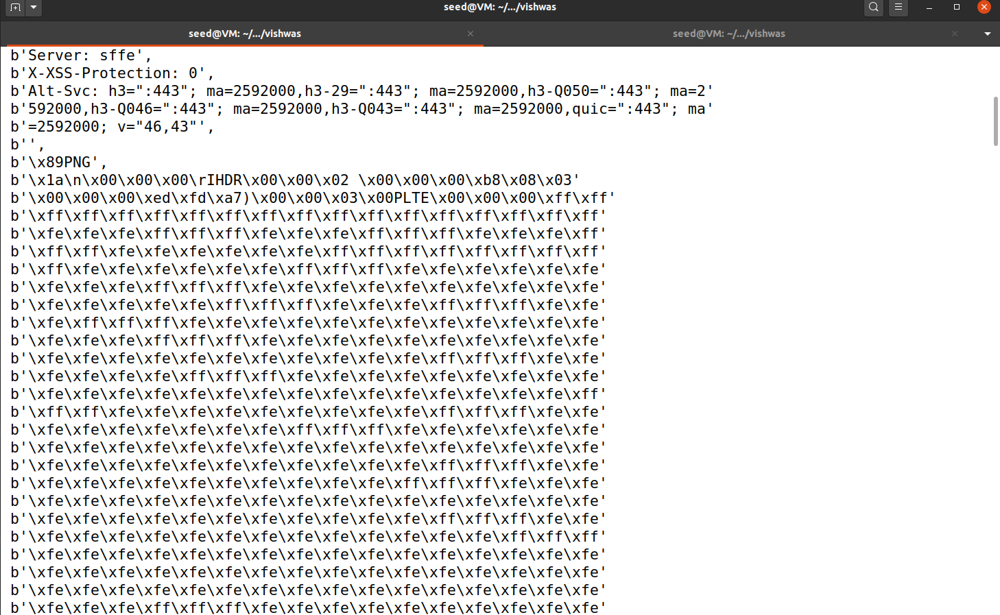 seed@VM: ~/.../vishwas
seed@VM: ~/.../vishwas
seed@VM: ~/.../vishwas
b'Server: sffe',
b'X-XSS-Protection: 0',
b'Alt-Svc: h3=":443"; ma=2592000,h3-29=":443"; ma=2592000,h3-Q050=":443"; ma=2'
b'592000,h3-Q046=":443"; ma=2592000,h3-Q043=":443"; ma=2592000,quic=":443"; ma'
b'=2592000; v="46,43"',
b'',
b'\x89PNG',
b'\x1a\n\x00\x00\x00\rIHDR\x00\x00\x02 \x00\x00\x00\xb8\x08\x03'
b'\x00\x00\x00\xed\xfd\xa7)\x00\x00\x03\x00PLTE\x00\x00\x00\xff\xff'
b'\xff\xff\xff\xff\xff\xff\xff\xff\xff\xff\xff\xff\xff\xff\xff\xff'
b'\xfe\xfe\xfe\xff\xff\xff\xfe\xfe\xfe\xff\xff\xff\xfe\xfe\xfe\xff'
b'\xff\xff\xfe\xfe\xfe\xfe\xfe\xfe\xff\xff\xff\xff\xff\xff\xff\xff'
b'\xff\xfe\xfe\xfe\xfe\xfe\xfe\xff\xff\xff\xfe\xfe\xfe\xfe\xfe\xfe'
b'\xfe\xfe\xfe\xff\xff\xff\xfe\xfe\xfe\xfe\xfe\xfe\xfe\xfe\xfe\xfe'
b'\xfe\xfe\xfe\xfe\xfe\xff\xff\xff\xfe\xfe\xfe\xff\xff\xff\xfe\xfe'
b'\xfe\xff\xff\xff\xfe\xfe\xfe\xfe\xfe\xfe\xfe\xfe\xfe\xfe\xfe\xfe'
b'\xfe\xfe\xfe\xff\xff\xff\xfe\xfe\xfe\xfe\xfe\xfe\xfe\xfe\xfe\xfe'
b'\xfe\xfe\xfe\xfe\xfe\xfe\xfe\xfe\xfe\xfe\xfe\xff\xff\xff\xfe\xfe'
b'\xfe\xfe\xfe\xfe\xff\xff\xff\xfe\xfe\xfe\xfe\xfe\xfe\xfe\xfe\xfe'
b'\xfe\xfe\xfe\xfe\xfe\xfe\xfe\xfe\xfe\xfe\xfe\xfe\xfe\xfe\xfe\xff'
b'\xff\xff\xfe\xfe\xfe\xfe\xfe\xfe\xfe\xfe\xfe\xff\xff\xff\xfe\xfe'
b'\xfe\xfe\xfe\xfe\xfe\xfe\xfe\xff\xff\xff\xfe\xfe\xfe\xfe\xfe\xfe'
b'\xfe\xfe\xfe\xfe\xfe\xfe\xfe\xfe\xfe\xfe\xfe\xfe\xfe\xfe\xfe\xfe'
b'\xfe\xfe\xfe\xfe\xfe\xfe\xfe\xfe\xfe\xfe\xfe\xff\xff\xff\xfe\xfe'
b'\xfe\xfe\xfe\xfe\xfe\xfe\xfe\xfe\xfe\xfe\xff\xff\xff\xfe\xfe\xfe'
b'\xfe\xfe\xfe\xfe\xfe\xfe\xfe\xfe\xfe\xfe\xfe\xfe\xfe\xfe\xfe\xfe'
b'\xfe\xfe\xfe\xfe\xfe\xfe\xfe\xfe\xfe\xfe\xfe\xff\xff\xff\xfe\xfe'
b'\xfe\xfe\xfe\xfe\xfe\xfe\xfe\xfe\xfe\xfe\xfe\xfe\xfe\xff\xff\xff'
b'\xfe\xfe\xfe\xfe\xfe\xfe\xfe\xfe\xfe\xfe\xfe\xfe\xfe\xfe\xfe\xfe'
b'\xfe\xfe\xfe\xfe\xfe\xfe\xfe\xfe\xfe\xfe\xfe\xfe\xfe\xfe\xfe\xfe'
b'\xfe\xfe\xfe\xfe\xfe\xfe\xfe\xfe\xfe\xfe\xfe\xfe\xfe\xfe\xfe\xfe'
b'\xfe\xfe\xfe\xff\xff\xff\xfe\xfe\xfe\xfe\xfe\xfe\xfe\xfe\xfe\xfe'